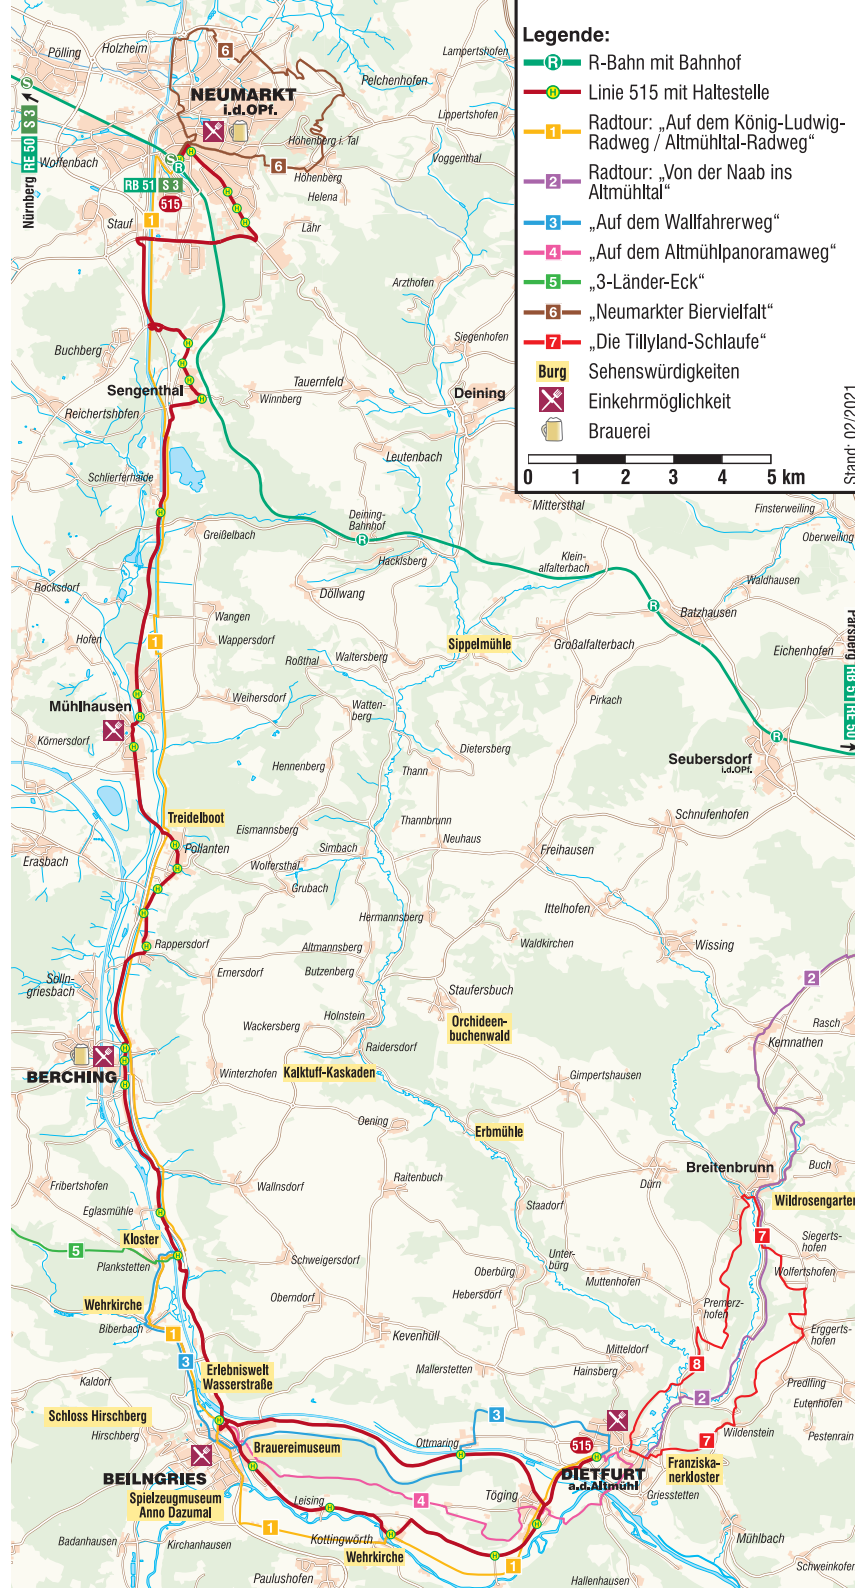 Legende:
R-Bahn mit Bahnhof
Linie 515 mit Haltestelle
Radtour: „Auf dem König-Ludwig-
Radweg / Altmühltal-Radweg“
Radtour: „Von der Naab ins
Altmühltal“
„Auf dem Wallfahrerweg“
„Auf dem Altmühlpanoramaweg“
„3-Länder-Eck“
„Neumarkter Biervielfalt“
„Die Tillyland-Schlaufe“
Burg Sehenswürdigkeiten
Einkehrmöglichkeit
Brauerei
0 1 2 3 4 5 km
Stand: 02/2021
Pölling
Holzheim
Lampertshofen
Pelchenhofen
NEUMARKT
i.d.OPf.
Lippertshofen
Höhenberg i. Tal
Voggenthal
Woffenbach
Höhenberg
Helena
Nürnberg RE 50 S 3
RB 51 S 3
515
Stauf
Lähr
Arzthofen
Buchberg
Siegenhofen
Sengenthal
Tauernfeld
Winnberg
Deining
Reichertshofen
Leutenbach
Schlierferhaide
Mittersthal
Finsterweiling
Deining-
Bahnhof
Greißelbach
Oberweiling
Hacklsberg
Klein-
alfalterbach
Rocksdorf
Döllwang
Waldhausen
Wangen
Batzhausen
Hofen
Wappersdorf
Sippelmühle
Großalfalterbach
Eichenhofen
Parsberg RB 51 RE 50
Roßthal
Waltersberg
Weihersdorf
Pirkach
Mühlhausen
Watten-
berg
Körnersdorf
Dietersberg
Seubersdorf
i.d.OPf.
Hennenberg
Thann
Treidelboot
Thannbrunn
Schnufenhofen
Eismannsberg
Neuhaus
Pollanten
Simbach
Freihausen
Erasbach
Wolfersthal
Grubach
Ittelhofen
Hermannsberg
Rappersdorf
Altmannsberg
Waldkirchen
Wissing
Ernersdorf
Butzenberg
Solln-
griesbach
Staufersbuch
Holnstein
Orchideen-
buchenwald
Rasch
Wackersberg
Kemnathen
Raidersdorf
BERCHING
Winterzhofen
Kalktuff-Kaskaden
Gimpertshausen
Oening
Erbmühle
Breitenbrunn
Buch
Fribertshofen
Wallnsdorf
Raitenbuch
Dürn
Wildrosengarten
Staadorf
Eglasmühle
Kloster
Siegerts-
hofen
Plankstetten
Schweigersdorf
Unter-
bürg
Oberbürg
Wolfertshofen
Muttenhofen
Wehrkirche
Oberndorf
Hebersdorf
Premerz-
hofen
Biberbach
Kevenhüll
Erggerts-
hofen
Mitteldorf
Erlebniswelt
Wasserstraße
Mallerstetten
Hainsberg
Kaldorf
Predlfing
Eutenhofen
Schloss Hirschberg
Hirschberg
Brauereimuseum
Ottmaring
515
Wildenstein
Pestenrain
BEILNGRIES
DIETFURT
a.d.Altmühl
Franziska-
nerkloster
Spielzeugmuseum
Anno Dazumal
Leising
Töging
Griesstetten
Badanhausen
Kirchanhausen
Kottingwörth
Wehrkirche
Mühlbach
Paulushofen
Hallenhausen
Schweinkofen